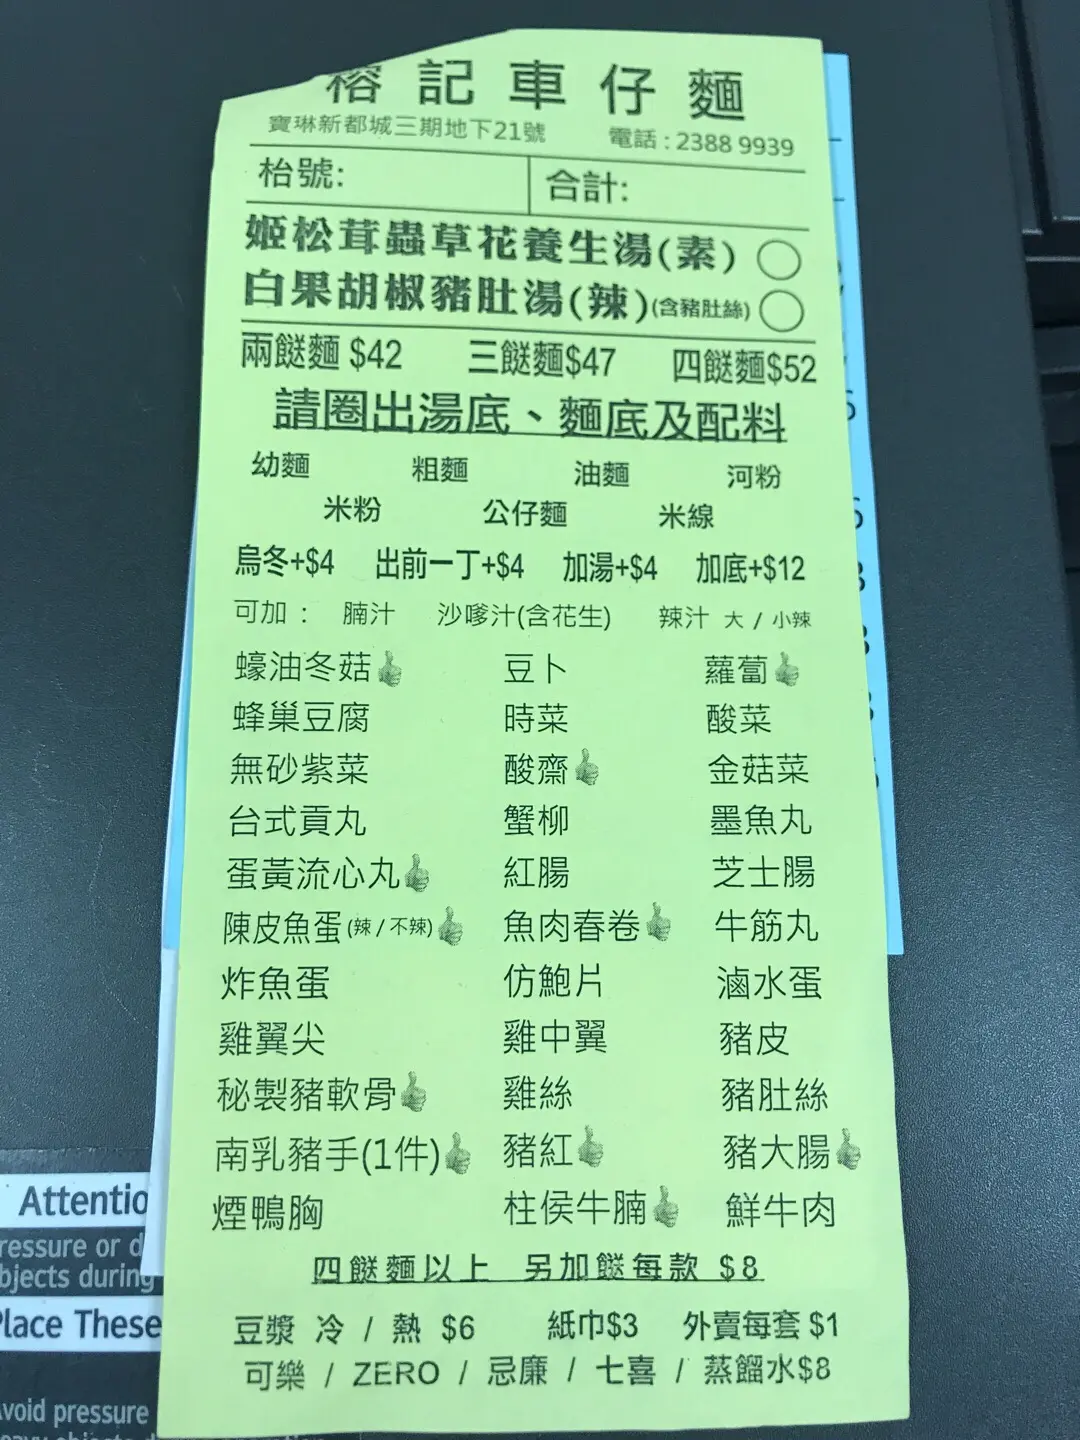 榕記車仔麵
寶琳新都城三期地下21號 電話 : 2388 9939
枱號: 合計:
姬松茸蟲草花養生湯(素)
白果胡椒豬肚湯(辣)(含豬肚絲)
兩餸麵 $42 三餸麵$47 四餸麵$52
請圈出湯底、麵底及配料
幼麵 粗麵 油麵 河粉
米粉 公仔麵 米線
烏冬+$4 出前一丁+$4 加湯+$4 加底+$12
可加 : 腩汁 沙嗲汁(含花生) 辣汁 大 / 小辣
蠔油冬菇 豆卜 蘿蔔
蜂巢豆腐 時菜 酸菜
無砂紫菜 酸齋 金菇菜
台式貢丸 蟹柳 墨魚丸
蛋黃流心丸 紅腸 芝士腸
陳皮魚蛋(辣 / 不辣) 魚肉春卷 牛筋丸
炸魚蛋 仿鮑片 滷水蛋
雞翼尖 雞中翼 豬皮
秘製豬軟骨 雞絲 豬肚絲
南乳豬手(1件) 豬紅 豬大腸
煙鴨胸 柱侯牛腩 鮮牛肉
四餸麵以上 另加餸每款 $8
豆漿 冷 / 熱 $6 紙巾$3 外賣每套 $1
可樂 / ZERO / 忌廉 / 七喜 / 蒸餾水$8
Attentio
ressure or d
bjects during
lace These
void pressure